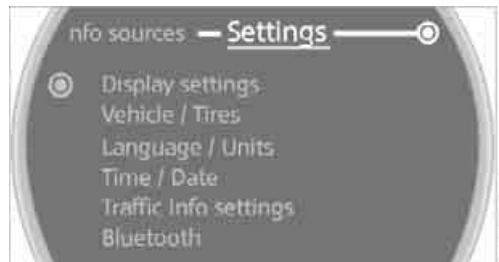 nfo sources Settings
Display settings
Vehicle / Tires
Language / Units
Time / Date
Traffic Info settings
Bluetooth